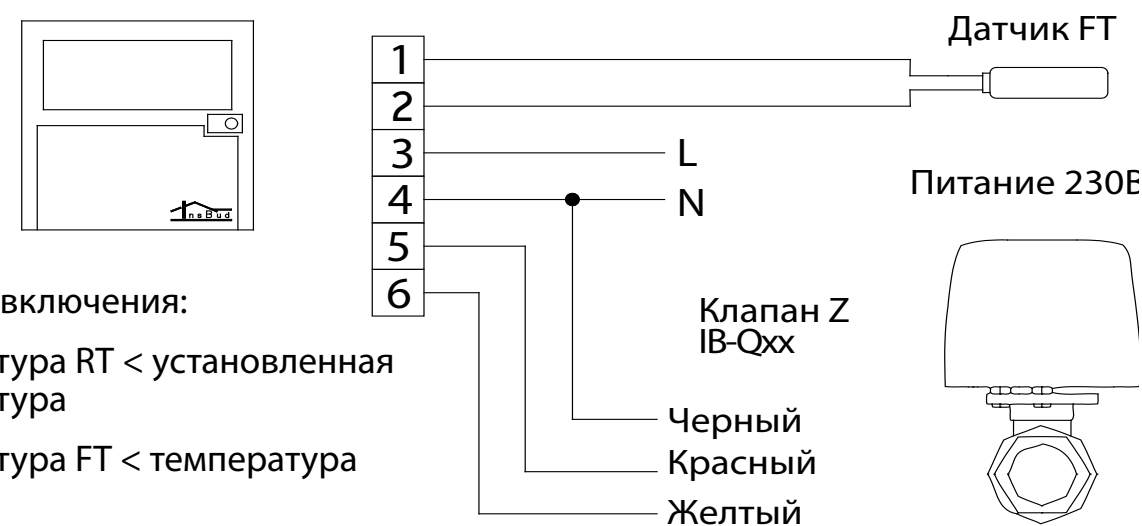 Датчик FT
1
2
3
4
5
6
L
N
Питание 230В
InsBud
включения:
тура RT < установленная
тура
тура FT < температура
Клапан Z
IB-Qxx
Черный
Красный
Желтый